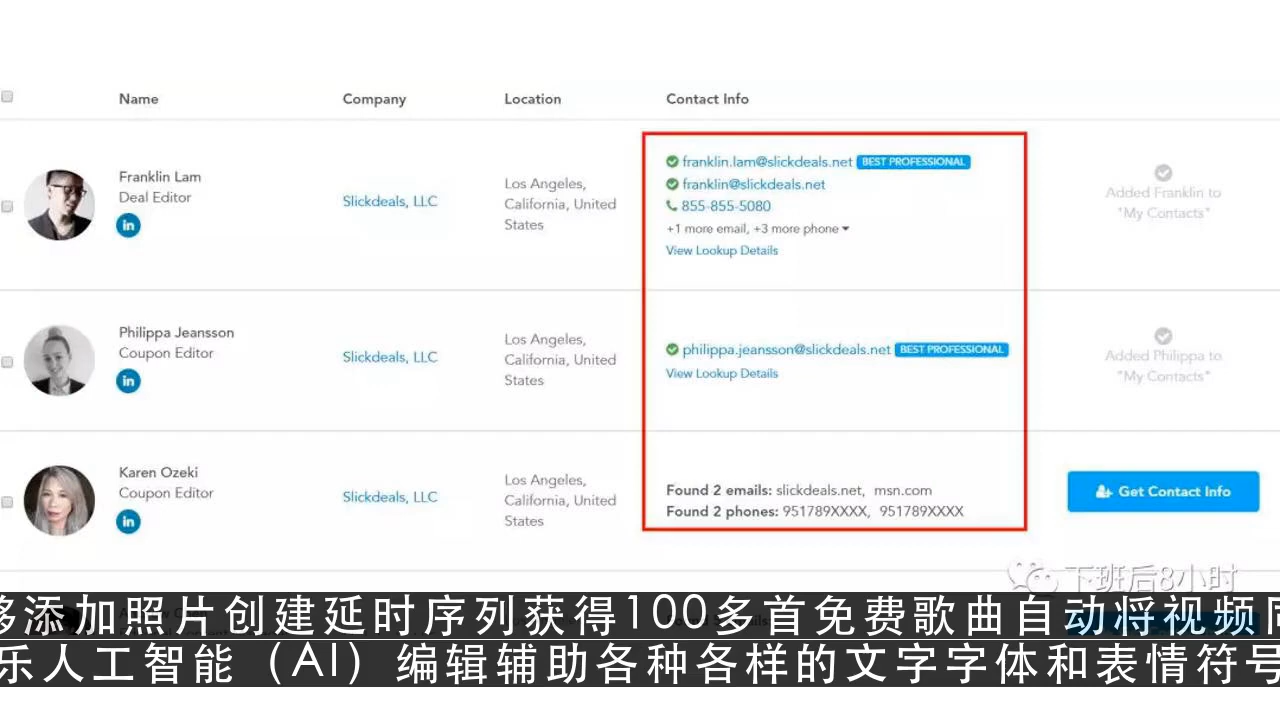 Name Company Location Contact Info
Franklin Lam
Deal Editor
in
Slickdeals, LLC
Los Angeles,
California, United
States
franklin.lam@slickdeals.net BEST PROFESSIONAL
franklin@slickdeals.net
855-855-5080
+1 more email, +3 more phone
View Lookup Details
Added Franklin to
"My Contacts"
Philippa Jeansson
Coupon Editor
in
Slickdeals, LLC
Los Angeles,
California, United
States
philippa.jeansson@slickdeals.net BEST PROFESSIONAL
View Lookup Details
Added Philippa to
"My Contacts"
Karen Ozeki
Coupon Editor
in
Slickdeals, LLC
Los Angeles,
California, United
States
Found 2 emails: slickdeals.net, msn.com
Found 2 phones: 951789XXXX, 951789XXXX
Get Contact Info
下班后8小时
添加照片创建延时序列获得100多首免费歌曲自动将视频
乐人工智能（AI）编辑辅助各种各样的文字字体和表情符号